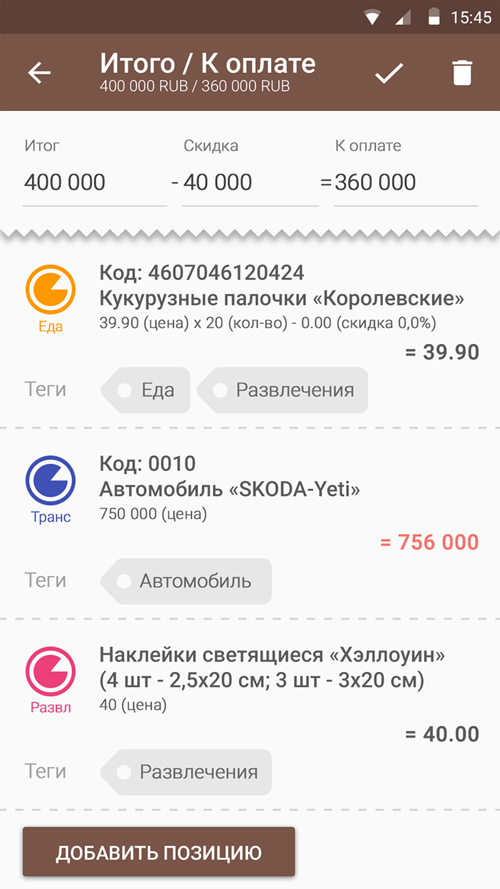 15:45
Итого / К оплате
400 000 RUB / 360 000 RUB
Итог Скидка К оплате
400 000 - 40 000 = 360 000
Код: 4607046120424
Кукурузные палочки «Королевские»
Еда
39.90 (цена) x 20 (кол-во) - 0.00 (скидка 0,0%)
= 39.90
Теги Еда Развлечения
Код: 0010
Автомобиль «SKODA-Yeti»
Транс
750 000 (цена)
= 756 000
Теги Автомобиль
Наклейки светящиеся «Хэллоуин»
(4 шт - 2,5х20 см; 3 шт - 3х20 см)
Развл
40 (цена)
= 40.00
Теги Развлечения
ДОБАВИТЬ ПОЗИЦИЮ